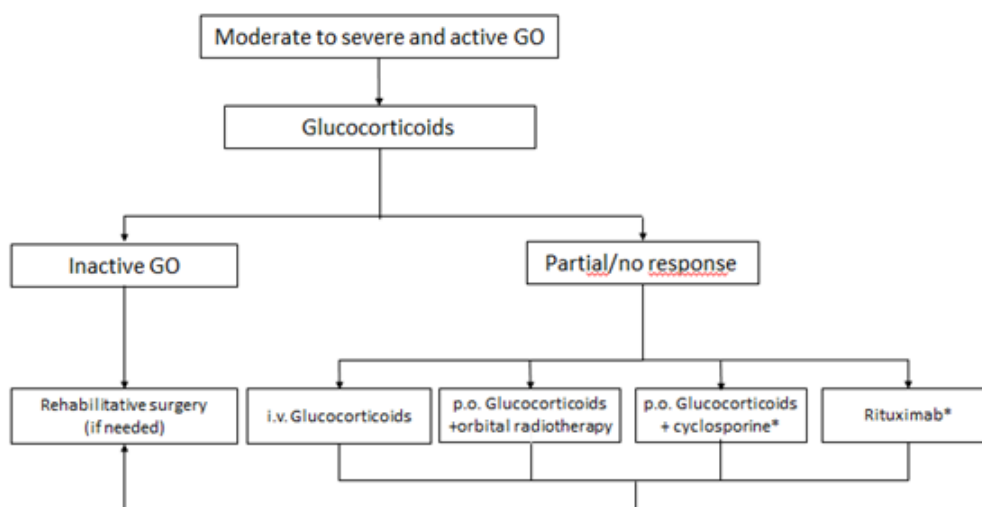 Moderate to severe and active GO
Glucocorticoids
Inactive GO
Partial/no response
Rehabilitative surgery
(if needed)
i.v. Glucocorticoids
p.o. Glucocorticoids
+orbital radiotherapy
p.o. Glucocorticoids
+ cyclosporine*
Rituximab*